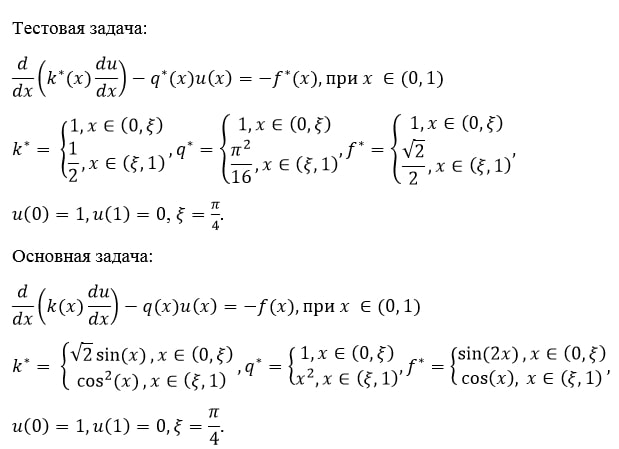 Тестовая задача:
d/dx (k*(x) du/dx) − q*(x)u(x) = −f*(x), при x ∈ (0, 1)
k* = {1, x ∈ (0, ξ); 1/2, x ∈ (ξ, 1)}, q* = {1, x ∈ (0, ξ); π²/16, x ∈ (ξ, 1)}, f* = {1, x ∈ (0, ξ); √2/2, x ∈ (ξ, 1)},
u(0) = 1, u(1) = 0, ξ = π/4.
Основная задача:
d/dx (k(x) du/dx) − q(x)u(x) = −f(x), при x ∈ (0, 1)
k* = {√2 sin(x), x ∈ (0, ξ); cos²(x), x ∈ (ξ, 1)}, q* = {1, x ∈ (0, ξ); x², x ∈ (ξ, 1)}, f* = {sin(2x), x ∈ (0, ξ); cos(x), x ∈ (ξ, 1)},
u(0) = 1, u(1) = 0, ξ = π/4.